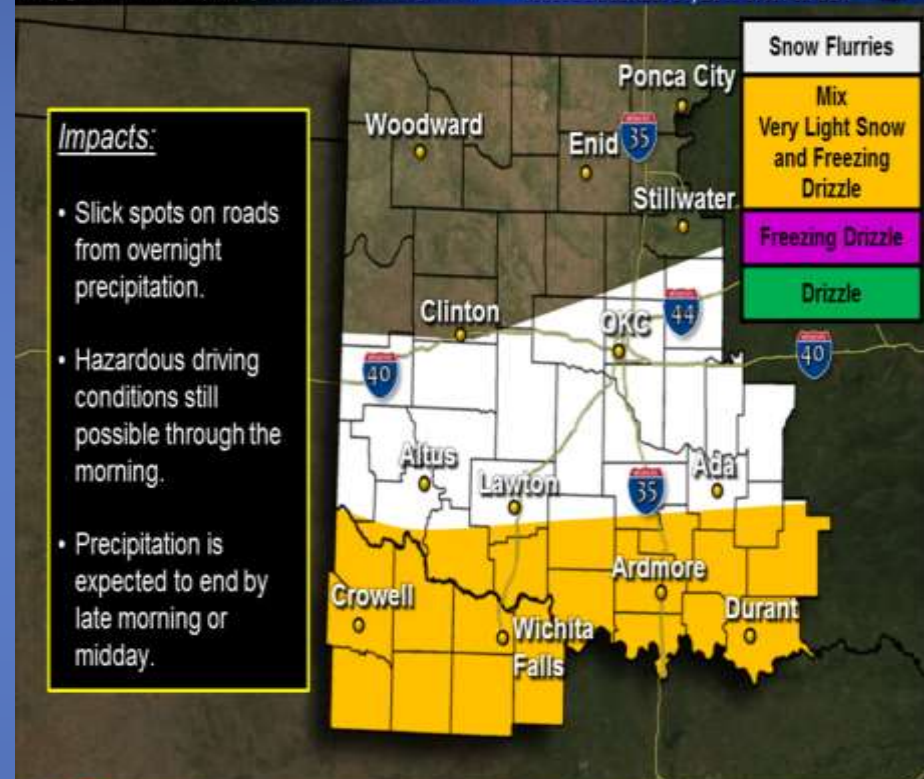 Snow Flurries
Mix
Very Light Snow
and Freezing
Drizzle
Freezing Drizzle
Drizzle
Impacts:
• Slick spots on roads
from overnight
precipitation.
• Hazardous driving
conditions still
possible through the
morning.
• Precipitation is
expected to end by
late morning or
midday.
Ponca City
Woodward
Enid
35
Stillwater
Clinton
OKC
44
40
40
Altus
Lawton
35
Ada
Ardmore
Crowell
Durant
Wichita
Falls